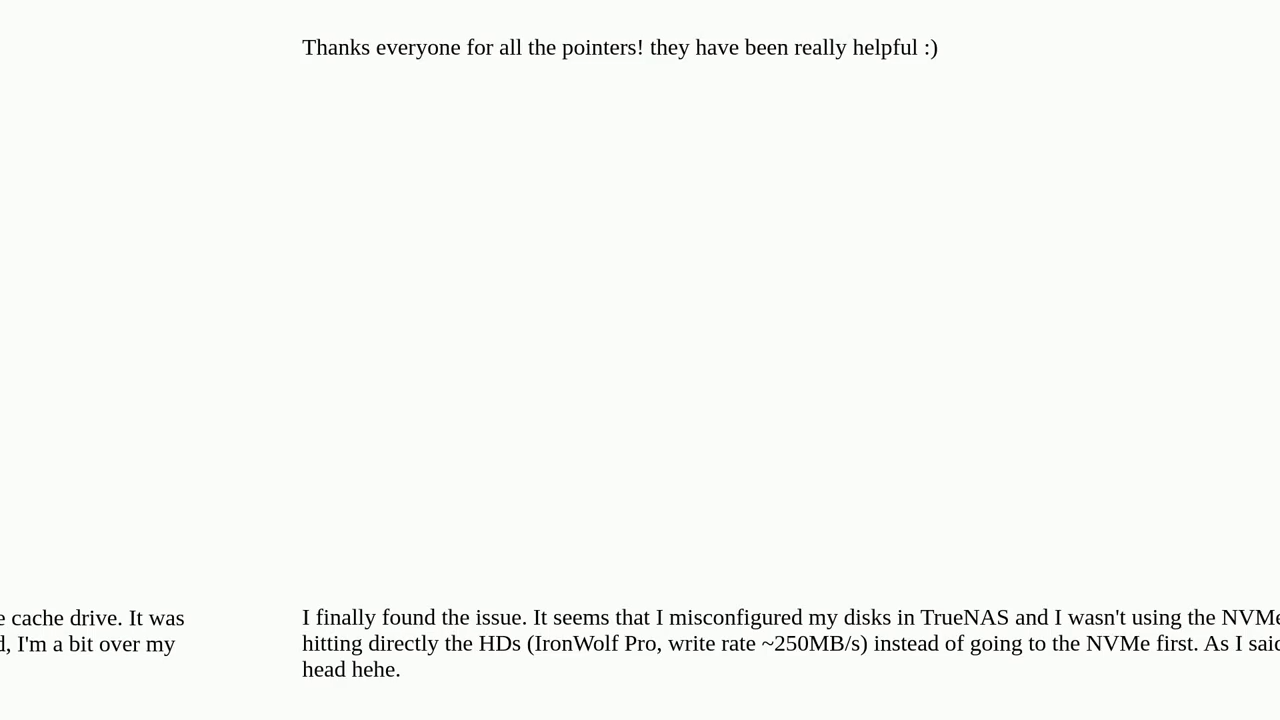 Thanks everyone for all the pointers! they have been really helpful :)
cache drive. It was
I'm a bit over my
I finally found the issue. It seems that I misconfigured my disks in TrueNAS and I wasn't using the NVMe
hitting directly the HDs (IronWolf Pro, write rate ~250MB/s) instead of going to the NVMe first. As I said
head hehe.